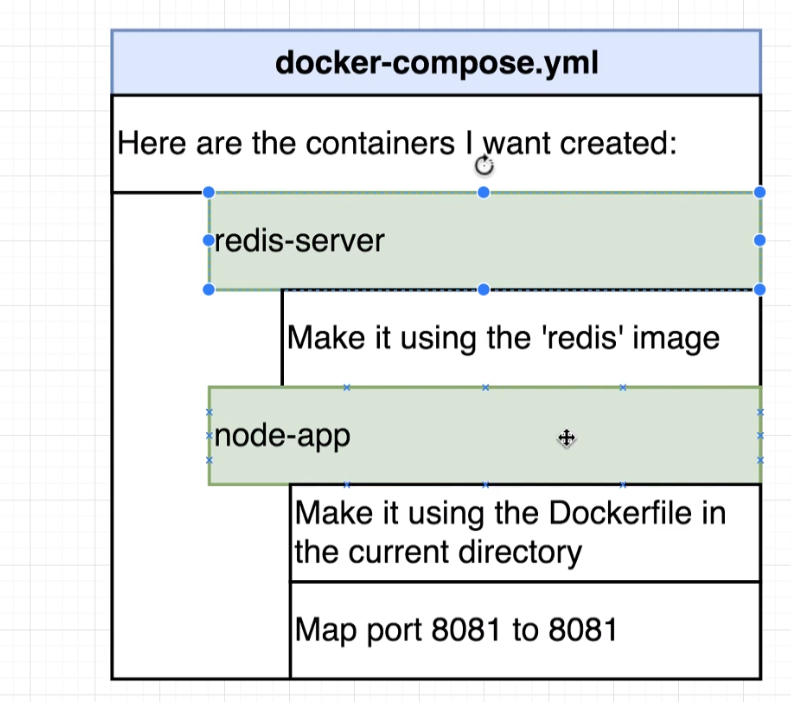 docker-compose.yml
Here are the containers I want created:
redis-server
Make it using the 'redis' image
node-app
Make it using the Dockerfile in
the current directory
Map port 8081 to 8081